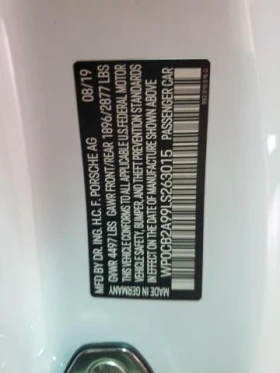 MFD. BY DR. ING. H.C. F. PORSCHE AG
08/19
GVWR 4497 LBS GAWR FRONT/REAR 1896/2877 LBS
THIS VEHICLE CONFORMS TO ALL APPLICABLE U.S. FEDERAL MOTOR
VEHICLE SAFETY, BUMPER, AND THEFT PREVENTION STANDARDS
IN EFFECT ON THE DATE OF MANUFACTURE SHOWN ABOVE
WP0CB2A99LS263015 PASSENGER CAR
MADE IN GERMANY